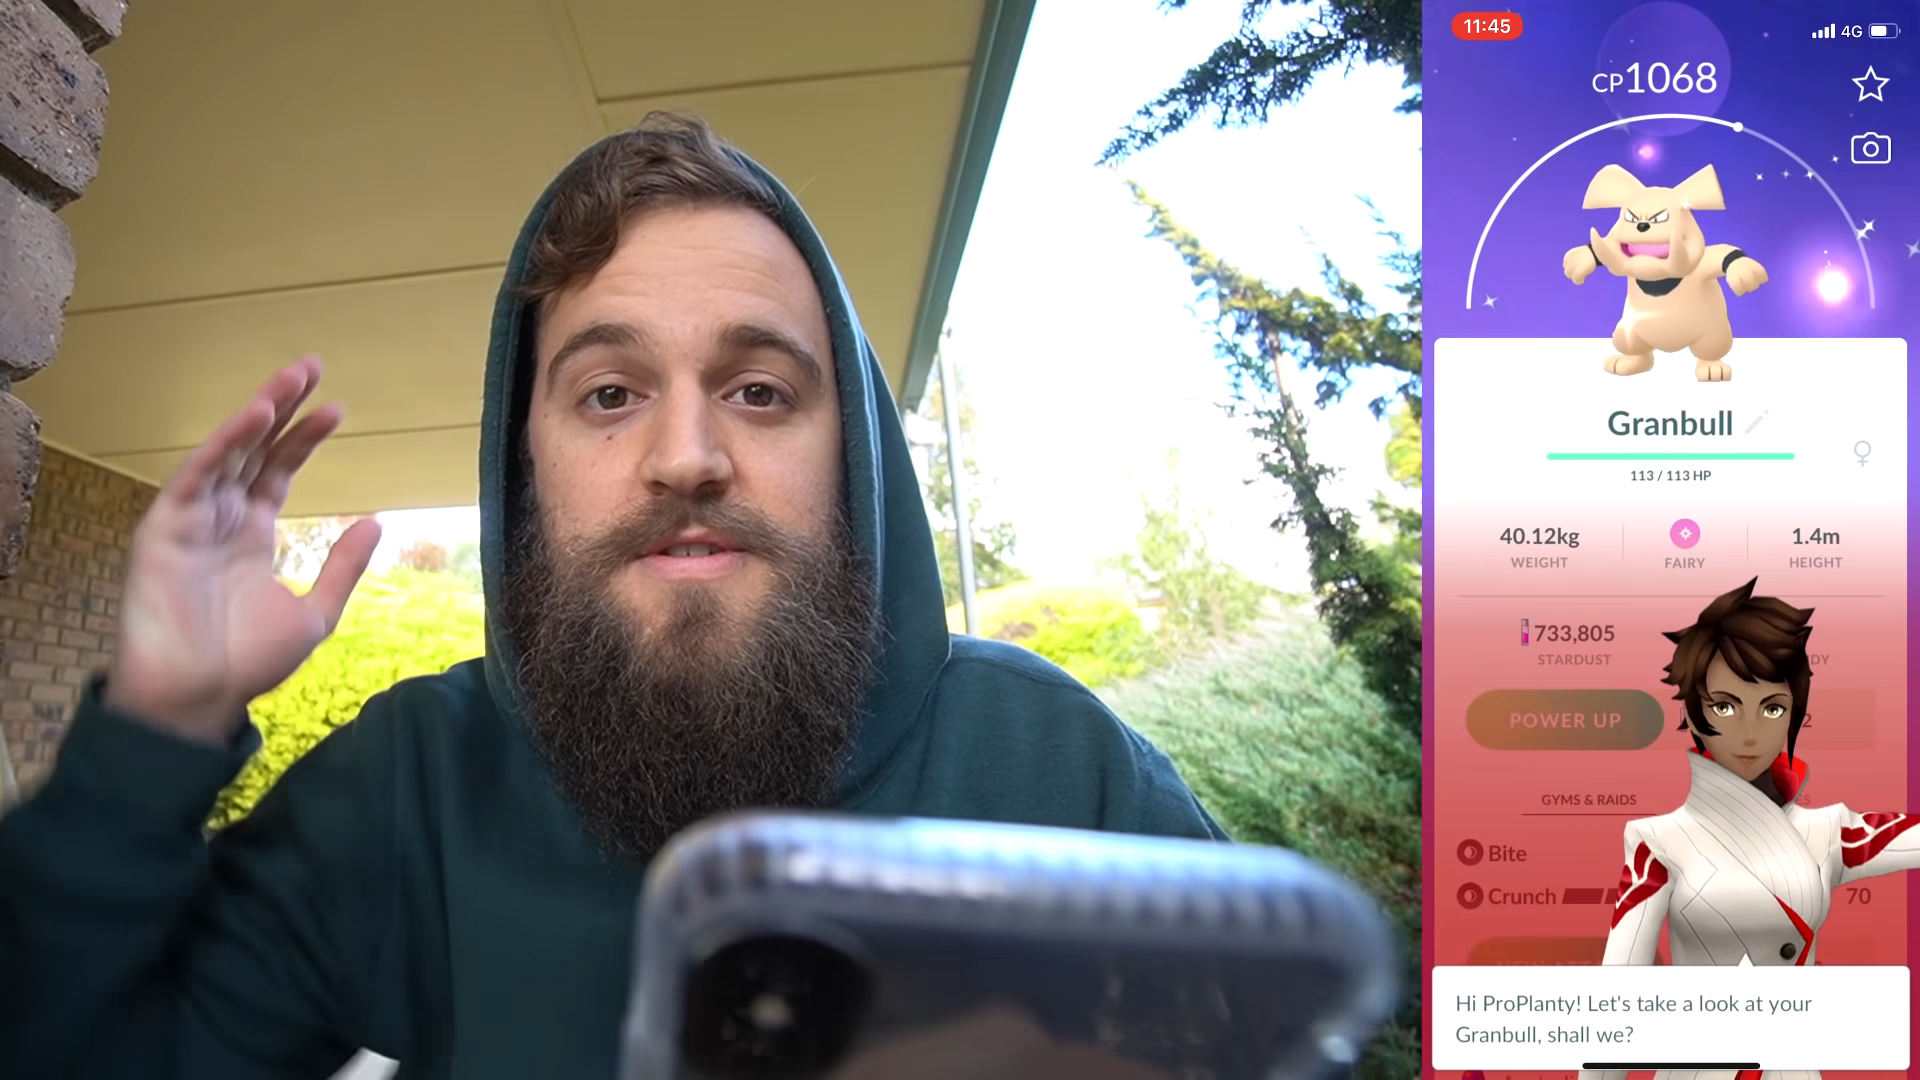 11:45
4G
CP1068
Granbull
113 / 113 HP
40.12kg
WEIGHT
FAIRY
1.4m
HEIGHT
733,805
STARDUST
POWER UP
GYMS & RAIDS
Bite
Crunch
70
Hi ProPlanty! Let's take a look at your
Granbull, shall we?